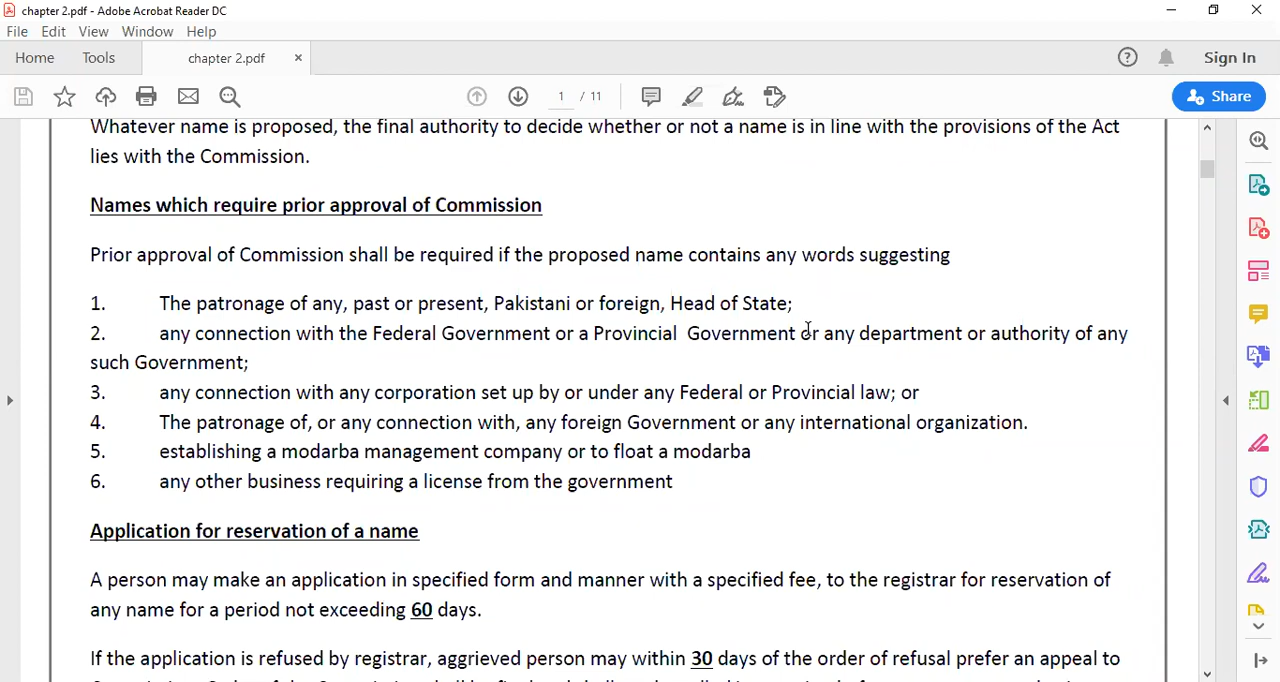 chapter 2.pdf - Adobe Acrobat Reader DC
File Edit View Window Help
Home Tools chapter 2.pdf × Sign In
1 / 11 Share
Whatever name is proposed, the final authority to decide whether or not a name is in line with the provisions of the Act
lies with the Commission.
Names which require prior approval of Commission
Prior approval of Commission shall be required if the proposed name contains any words suggesting
1. The patronage of any, past or present, Pakistani or foreign, Head of State;
2. any connection with the Federal Government or a Provincial Government or any department or authority of any
such Government;
3. any connection with any corporation set up by or under any Federal or Provincial law; or
4. The patronage of, or any connection with, any foreign Government or any international organization.
5. establishing a modarba management company or to float a modarba
6. any other business requiring a license from the government
Application for reservation of a name
A person may make an application in specified form and manner with a specified fee, to the registrar for reservation of
any name for a period not exceeding 60 days.
If the application is refused by registrar, aggrieved person may within 30 days of the order of refusal prefer an appeal to